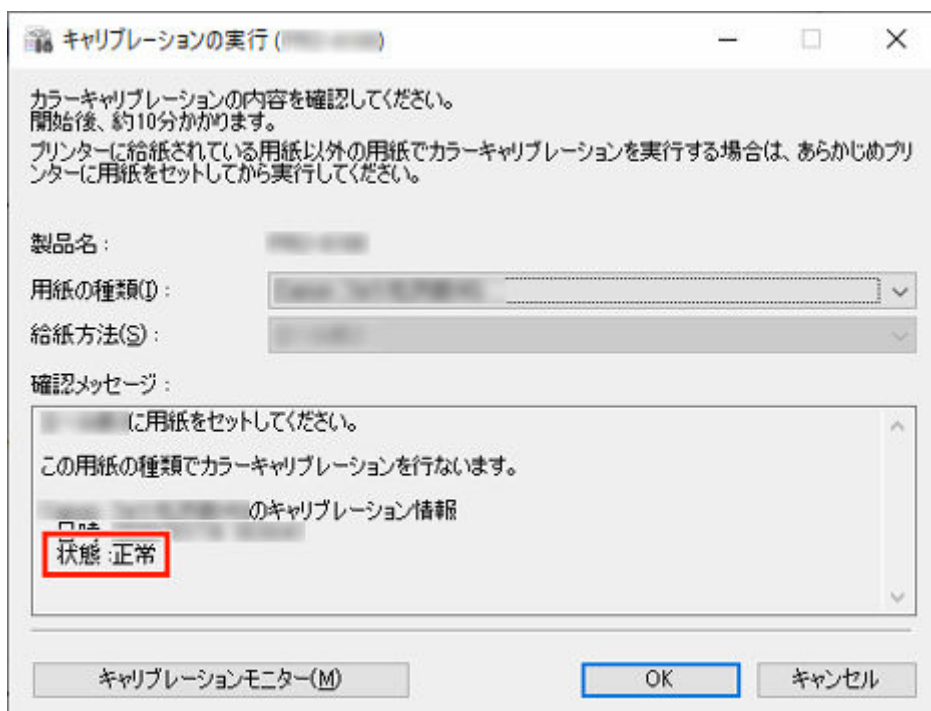 キャリブレーションの実行 ( )
カラーキャリブレーションの内容を確認してください。
開始後、約10分かかります。
プリンターに給紙されている用紙以外の用紙でカラーキャリブレーションを実行する場合は、あらかじめプリ
ンターに用紙をセットしてから実行してください。
製品名 :
用紙の種類(I) :
給紙方法(S) :
確認メッセージ :
に用紙をセットしてください。
この用紙の種類でカラーキャリブレーションを行ないます。
のキャリブレーション情報
状態 :正常
キャリブレーションモニター(M)
OK
キャンセル